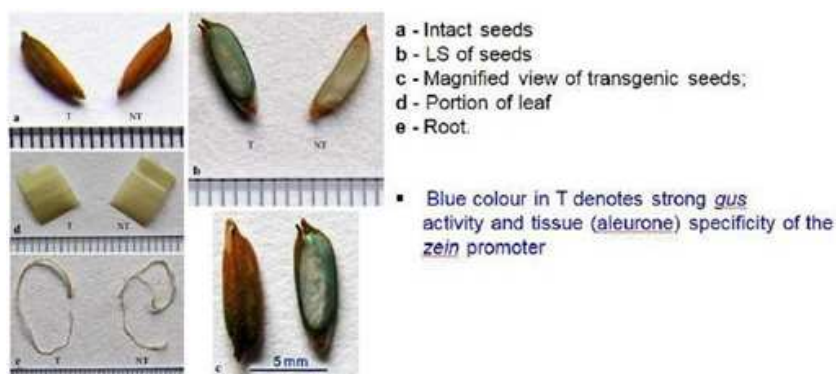 a - Intact seeds
b - LS of seeds
c - Magnified view of transgenic seeds;
d - Portion of leaf
e - Root.
▪ Blue colour in T denotes strong gus
activity and tissue (aleurone) specificity of the
zein promoter
T NT
a
T NT
b
T NT
d
T NT
e
c 5 mm